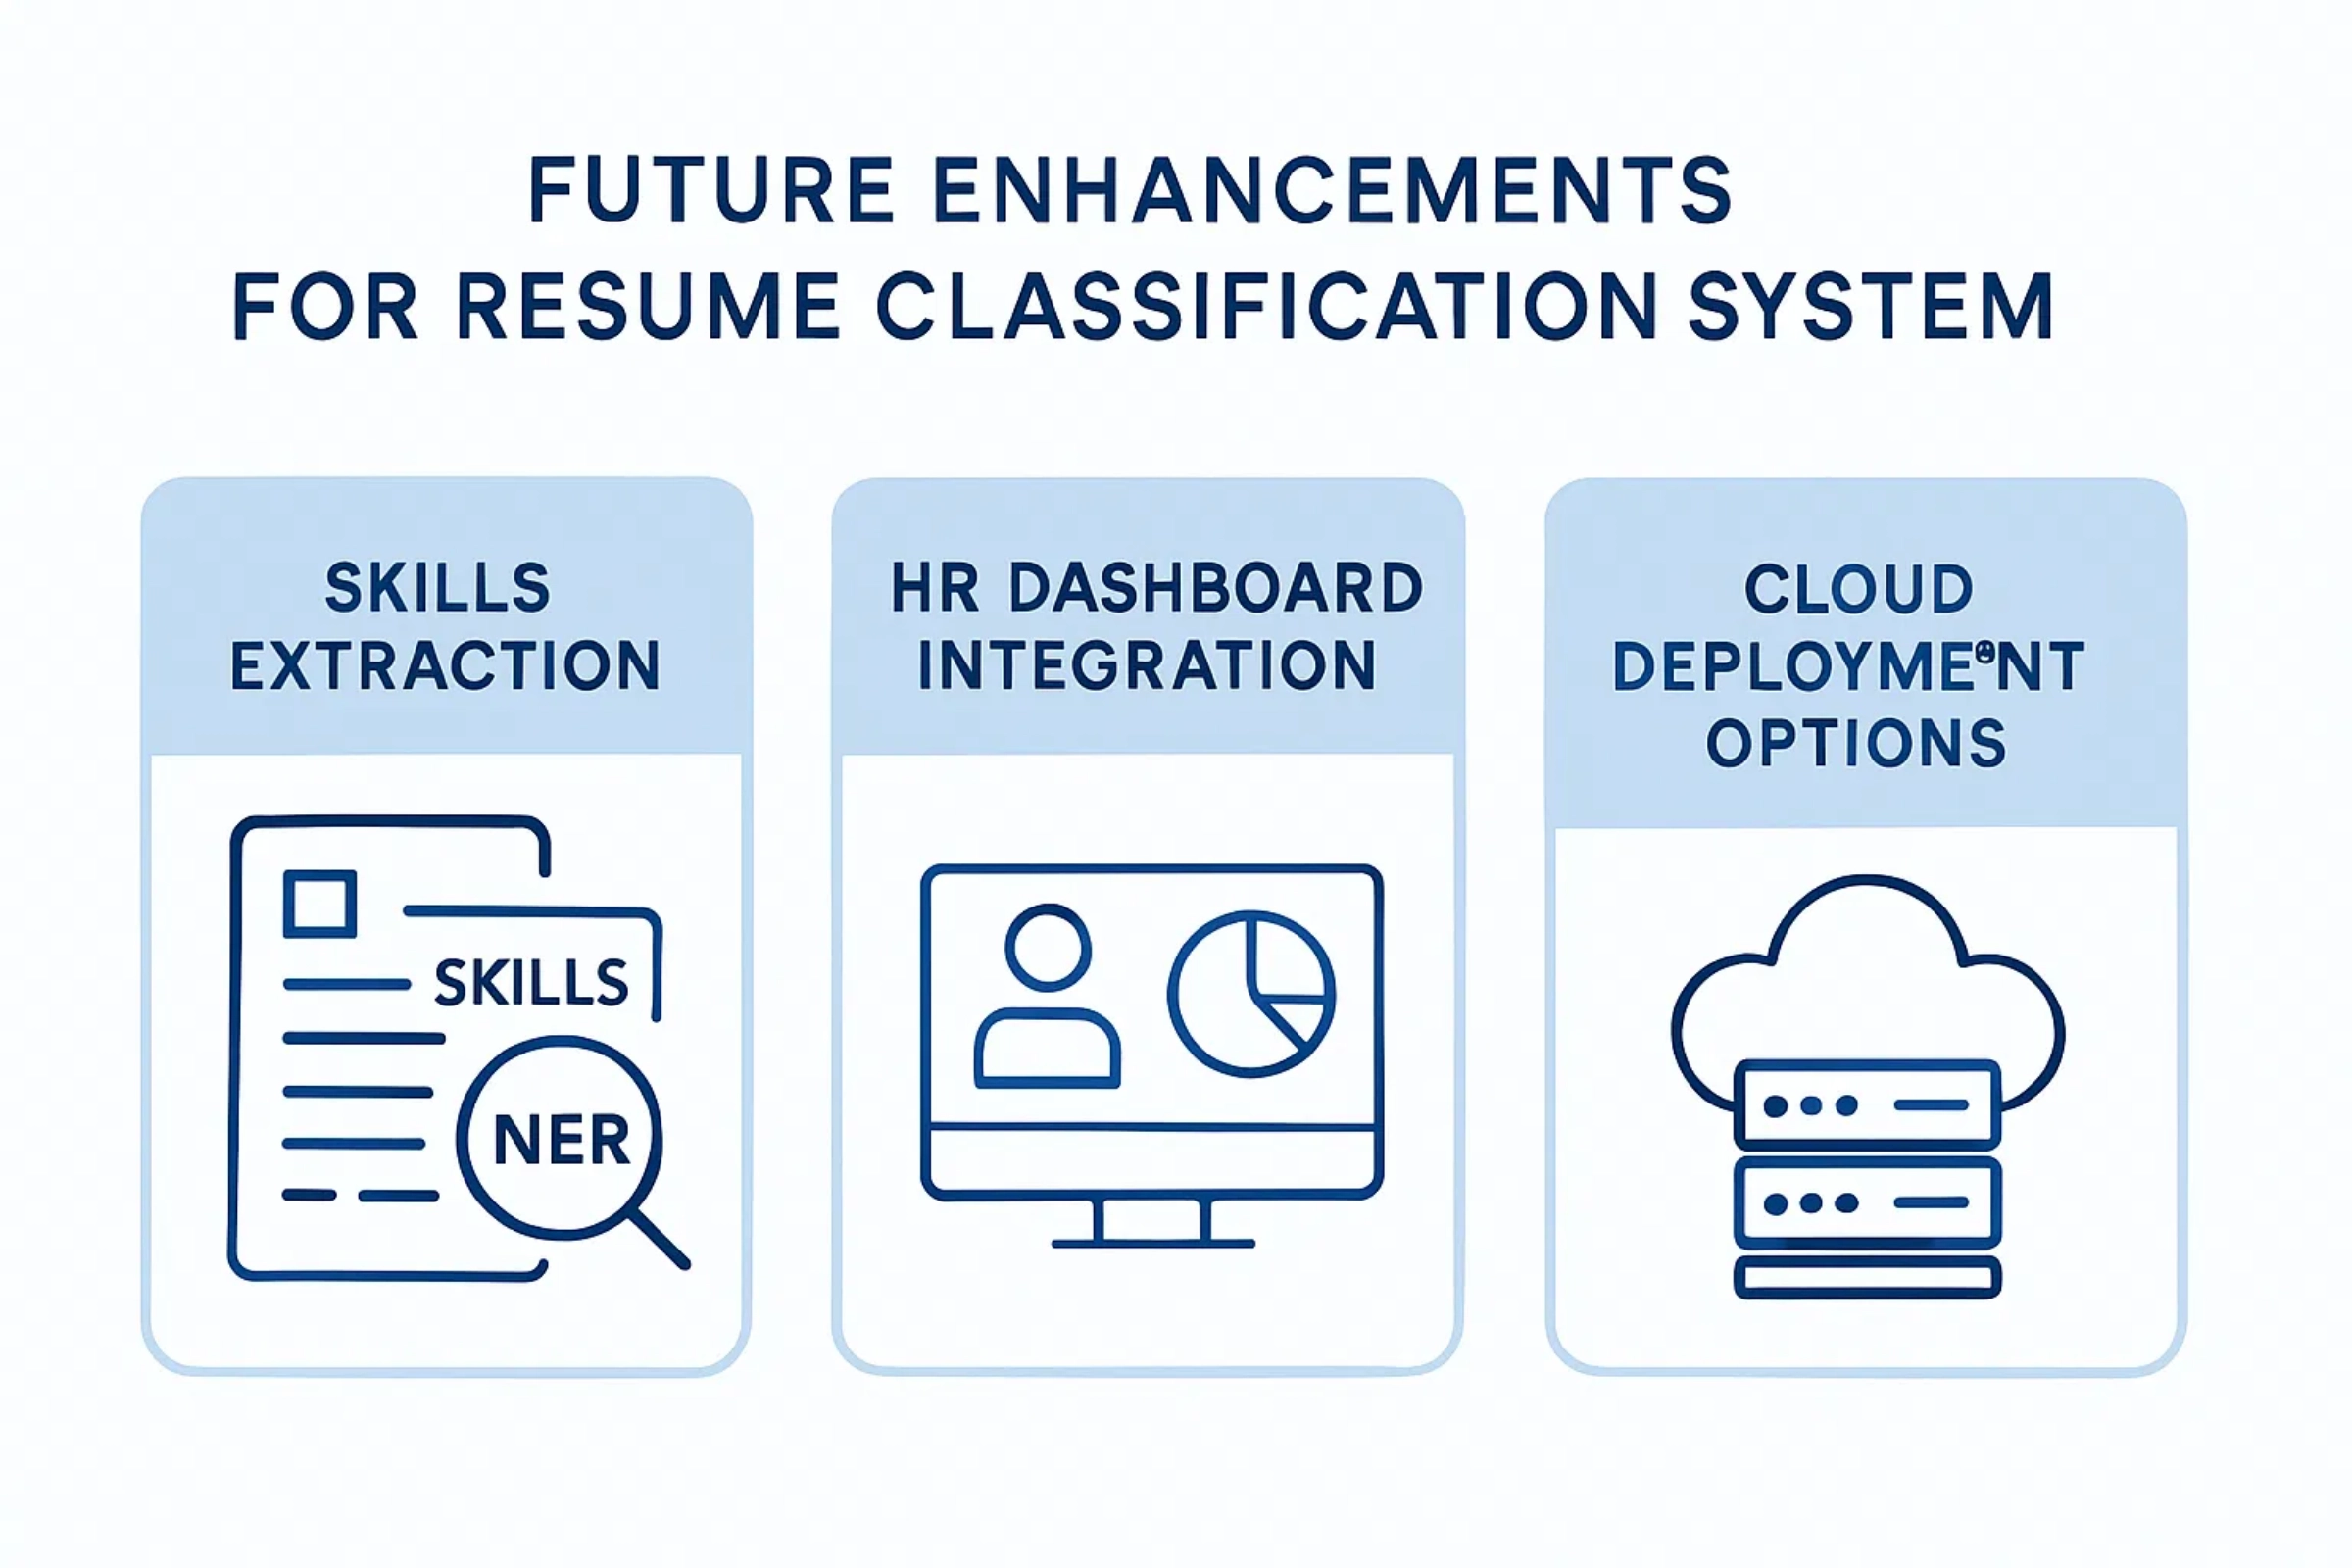 FUTURE ENHANCEMENTS
FOR RESUME CLASSIFICATION SYSTEM
SKILLS
EXTRACTION
SKILLS
NER
HR DASHBOARD
INTEGRATION
CLOUD
DEPLOYMENT
OPTIONS